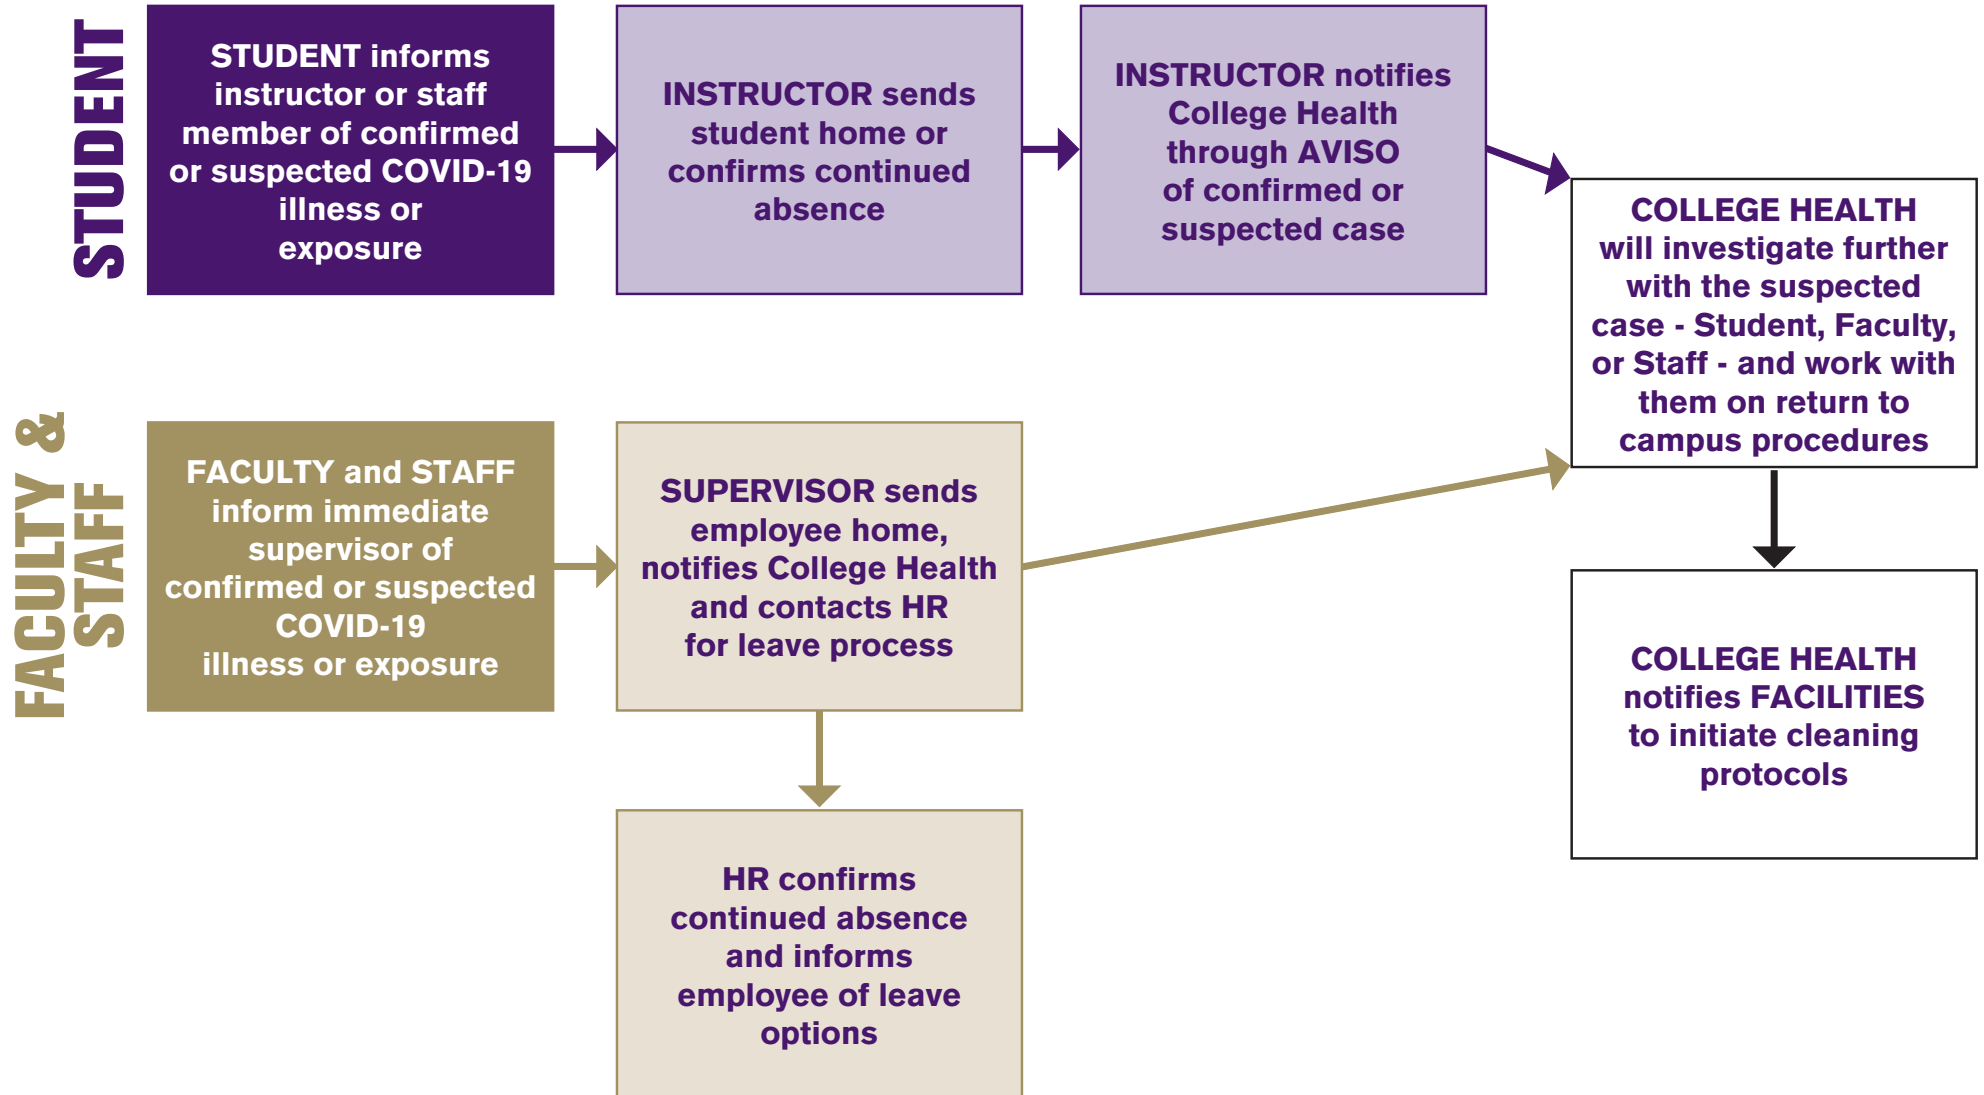 STUDENT
STUDENT informs
instructor or staff
member of confirmed
or suspected COVID-19
illness or
exposure
INSTRUCTOR sends
student home or
confirms continued
absence
INSTRUCTOR notifies
College Health
through AVISO
of confirmed or
suspected case
COLLEGE HEALTH
will investigate further
with the suspected
case - Student, Faculty,
or Staff - and work with
them on return to
campus procedures
FACULTY &
STAFF
FACULTY and STAFF
inform immediate
supervisor of
confirmed or suspected
COVID-19
illness or exposure
SUPERVISOR sends
employee home,
notifies College Health
and contacts HR
for leave process
COLLEGE HEALTH
notifies FACILITIES
to initiate cleaning
protocols
HR confirms
continued absence
and informs
employee of leave
options